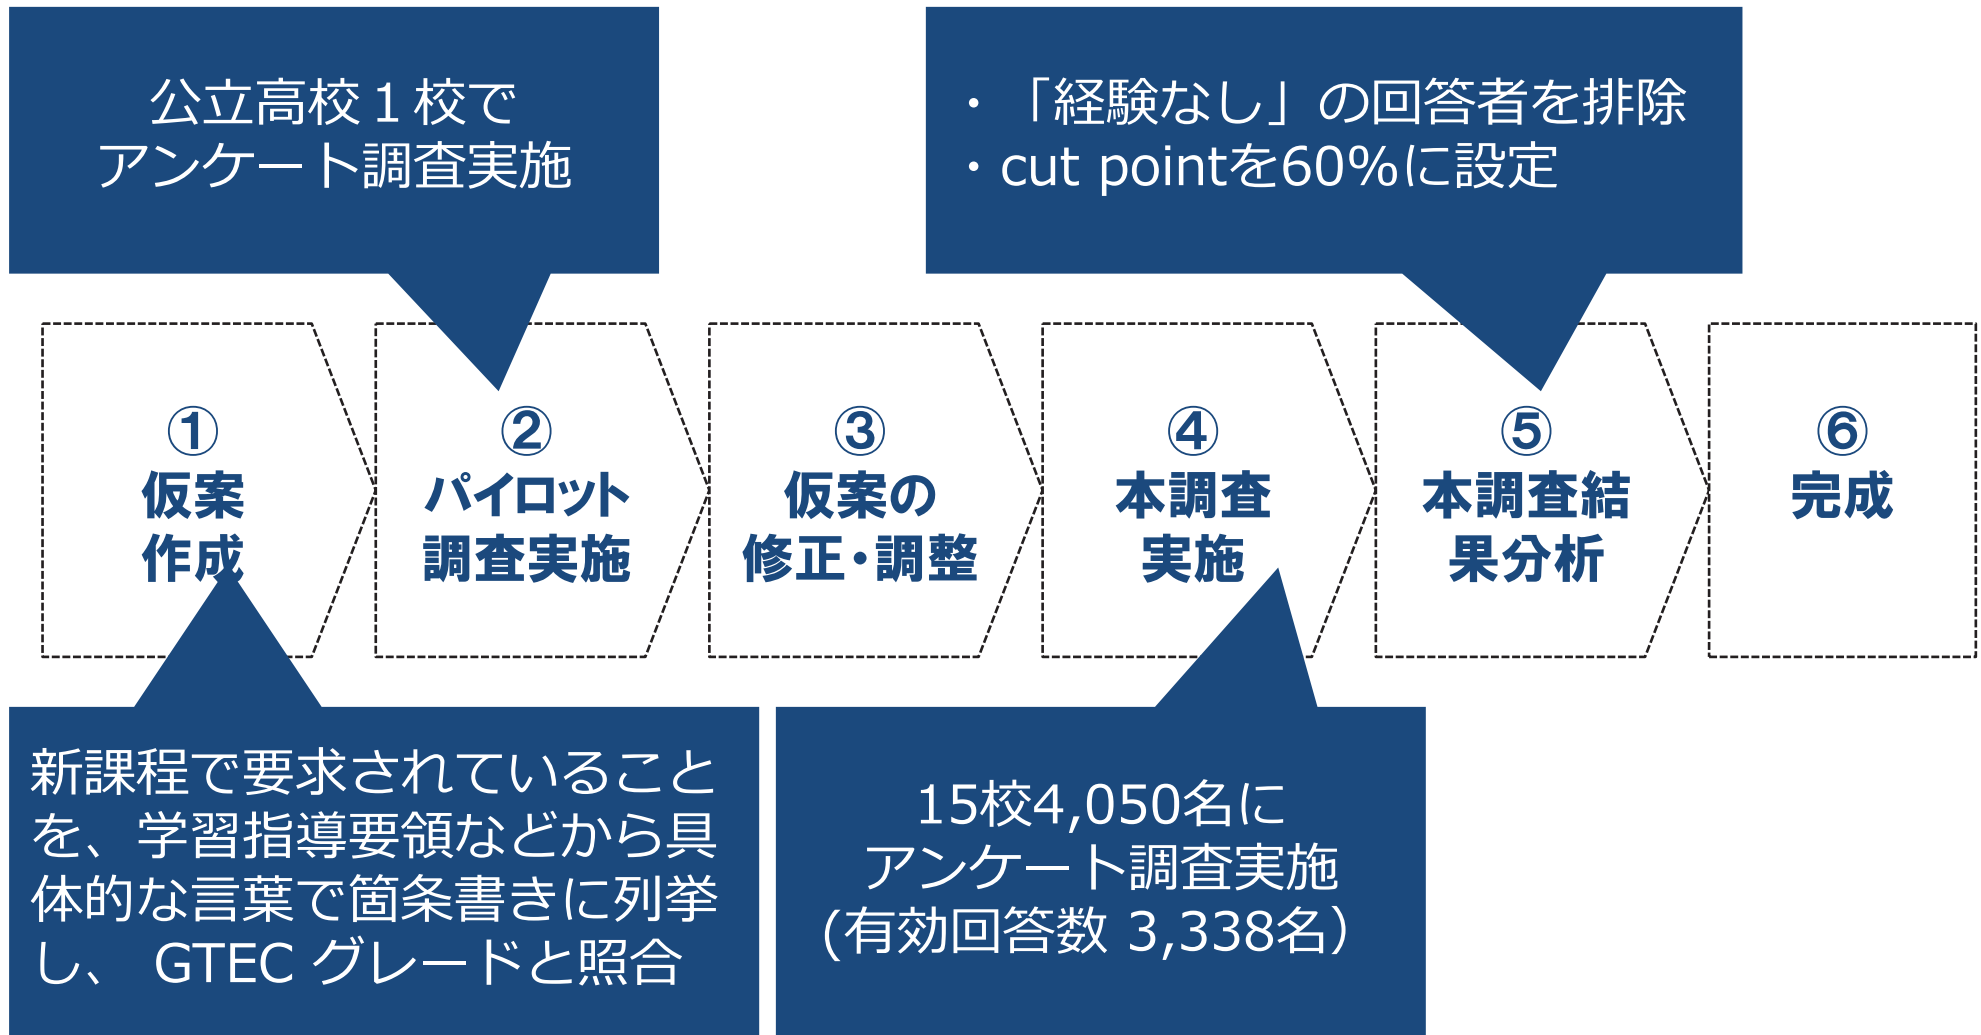 公立高校１校で
アンケート調査実施
・「経験なし」の回答者を排除
・cut pointを60%に設定
①
仮案
作成
②
パイロット
調査実施
③
仮案の
修正・調整
④
本調査
実施
⑤
本調査結
果分析
⑥
完成
新課程で要求されていること
を、学習指導要領などから具
体的な言葉で箇条書きに列挙
し、 GTEC グレードと照合
15校4,050名に
アンケート調査実施
(有効回答数 3,338名）